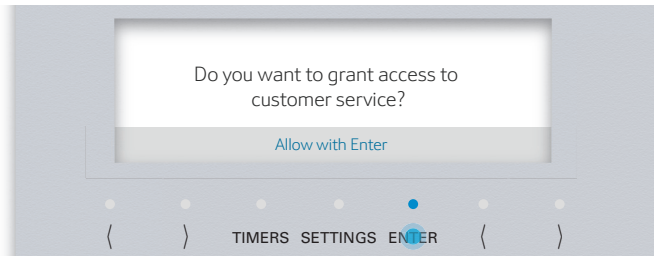 Do you want to grant access to
customer service?
Allow with Enter
⟨ ⟩ TIMERS SETTINGS ENTER ⟨ ⟩